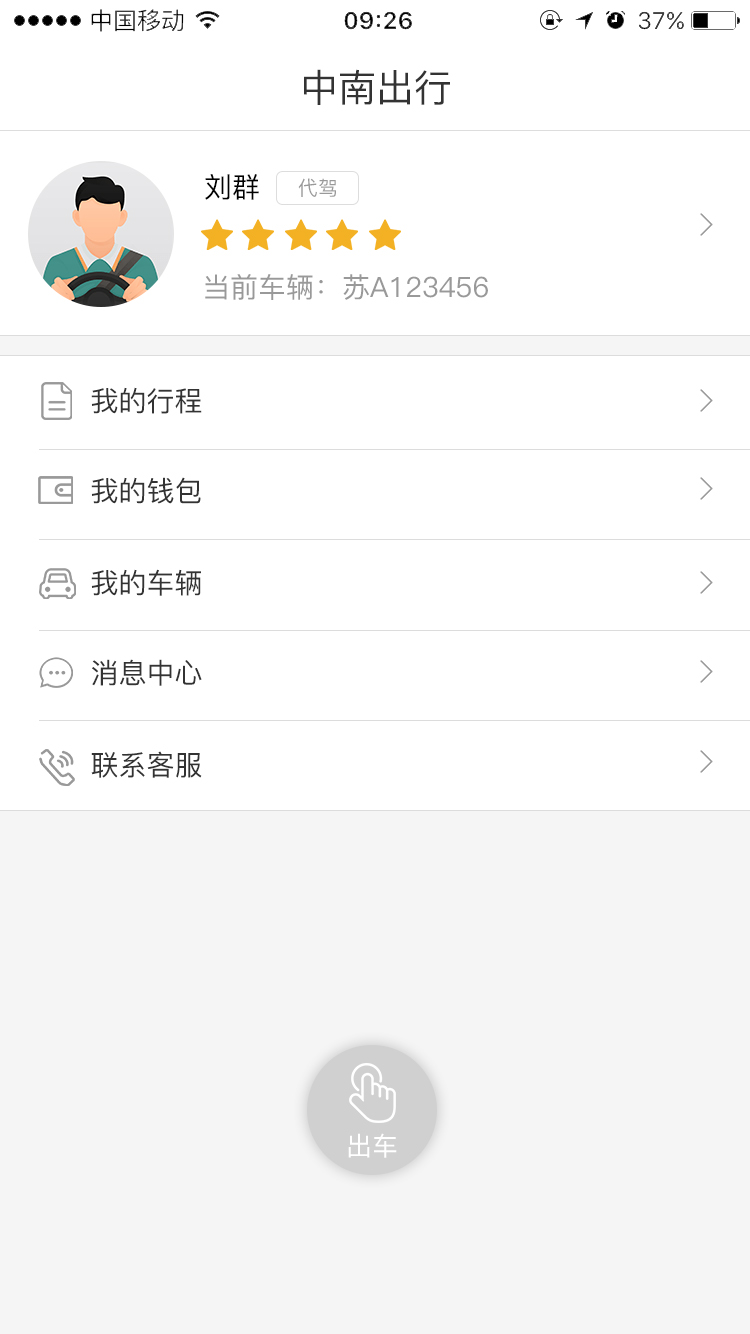 中国移动 09:26 37%
中南出行
刘群 代驾
当前车辆：苏A123456
我的行程
我的钱包
我的车辆
消息中心
联系客服
出车